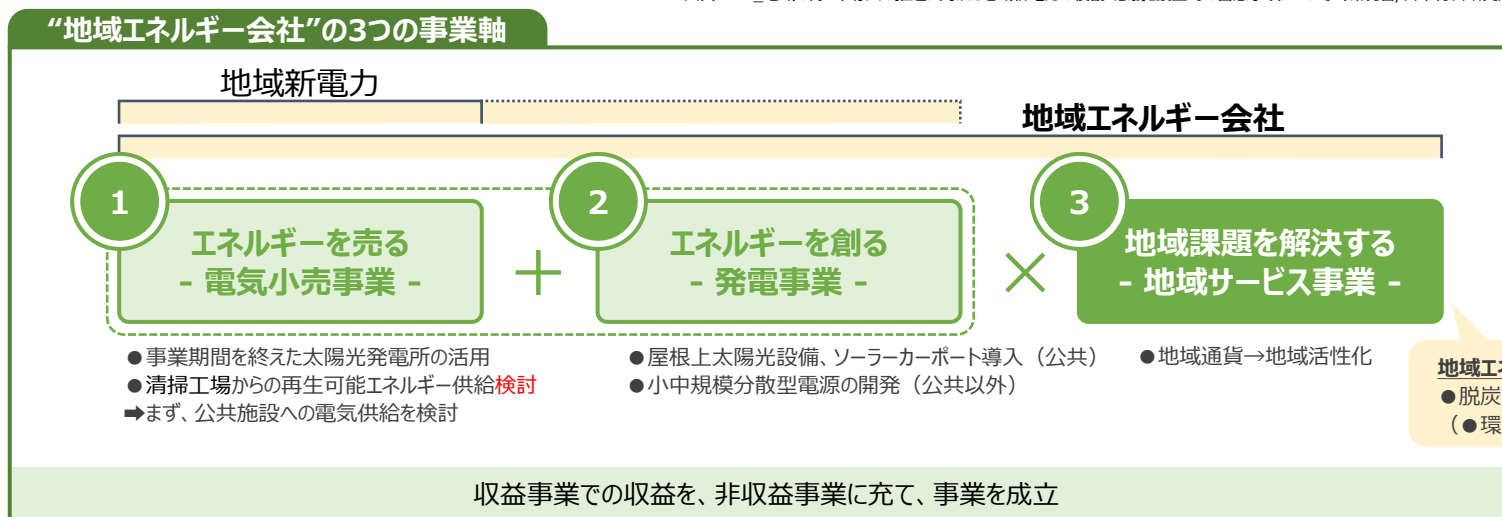 “地域エネルギー会社”の3つの事業軸
地域新電力
地域エネルギー会社
1
エネルギーを売る
- 電気小売事業 -
＋
2
エネルギーを創る
- 発電事業 -
×
3
地域課題を解決する
- 地域サービス事業 -
●事業期間を終えた太陽光発電所の活用
●清掃工場からの再生可能エネルギー供給検討
➡まず、公共施設への電気供給を検討
●屋根上太陽光設備、ソーラーカーポート導入（公共）
●小中規模分散型電源の開発（公共以外）
●地域通貨→地域活性化
地域エ
●脱炭
（●環
収益事業での収益を、非収益事業に充て、事業を成立